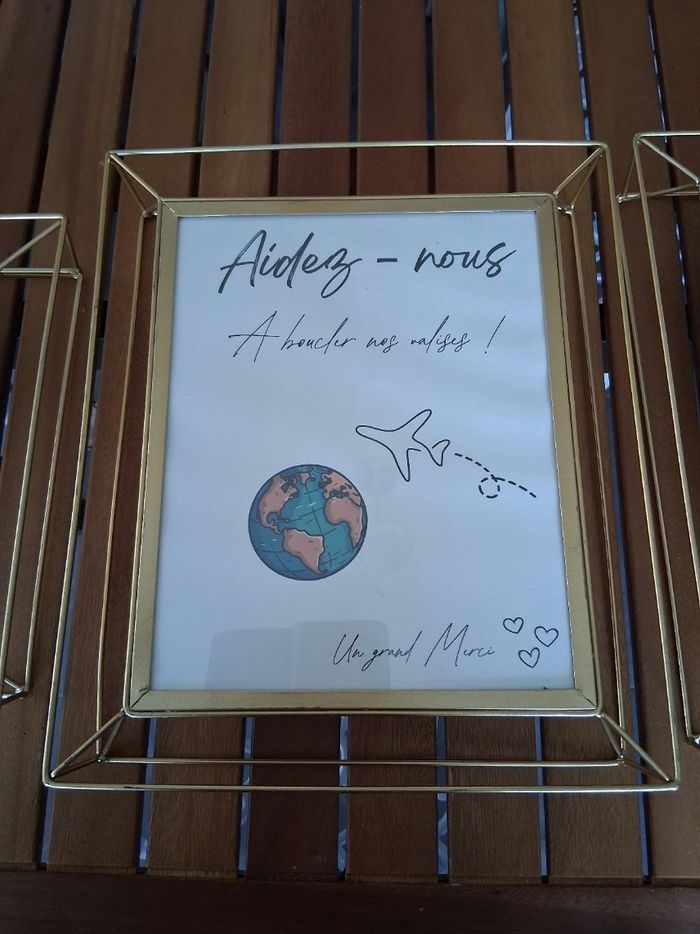 Aidez - nous
A boucler nos valises !
Un grand Merci